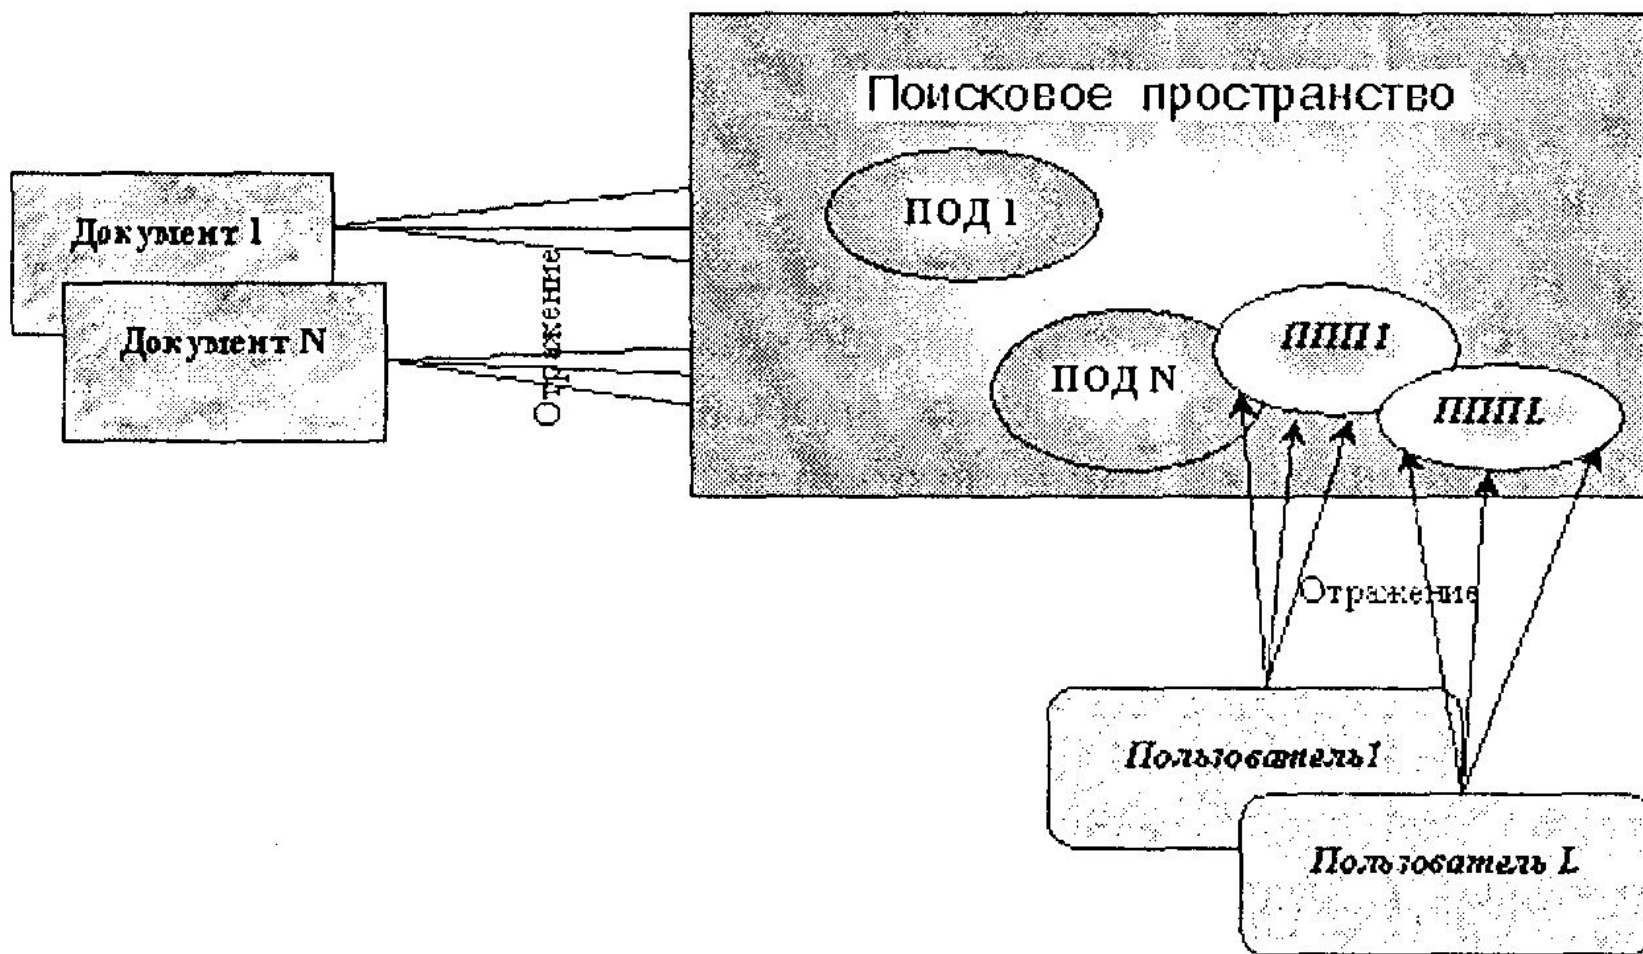 Поисковое пространство
ПОД 1
Документ 1
Отражение
Документ N
ППП 1
ПОД N
ППП L
Отражение
Пользователь 1
Пользователь L